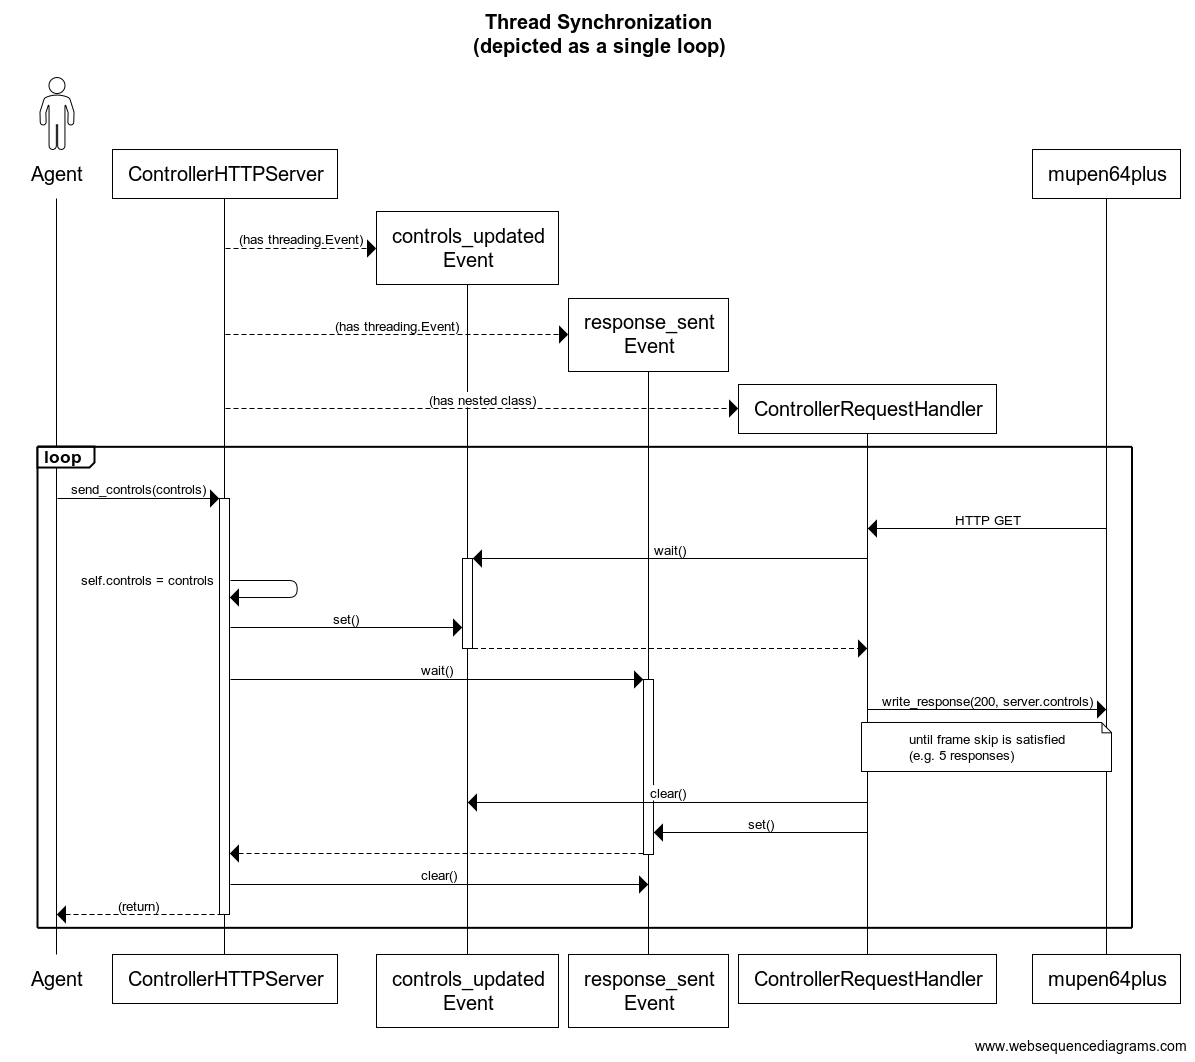 Thread Synchronization
(depicted as a single loop)
Agent
ControllerHTTPServer
mupen64plus
(has threading.Event)
controls_updated
Event
(has threading.Event)
response_sent
Event
(has nested class)
ControllerRequestHandler
loop
send_controls(controls)
HTTP GET
wait()
self.controls = controls
set()
wait()
write_response(200, server.controls)
until frame skip is satisfied
(e.g. 5 responses)
clear()
set()
clear()
(return)
Agent
ControllerHTTPServer
controls_updated
Event
response_sent
Event
ControllerRequestHandler
mupen64plus
www.websequencediagrams.com